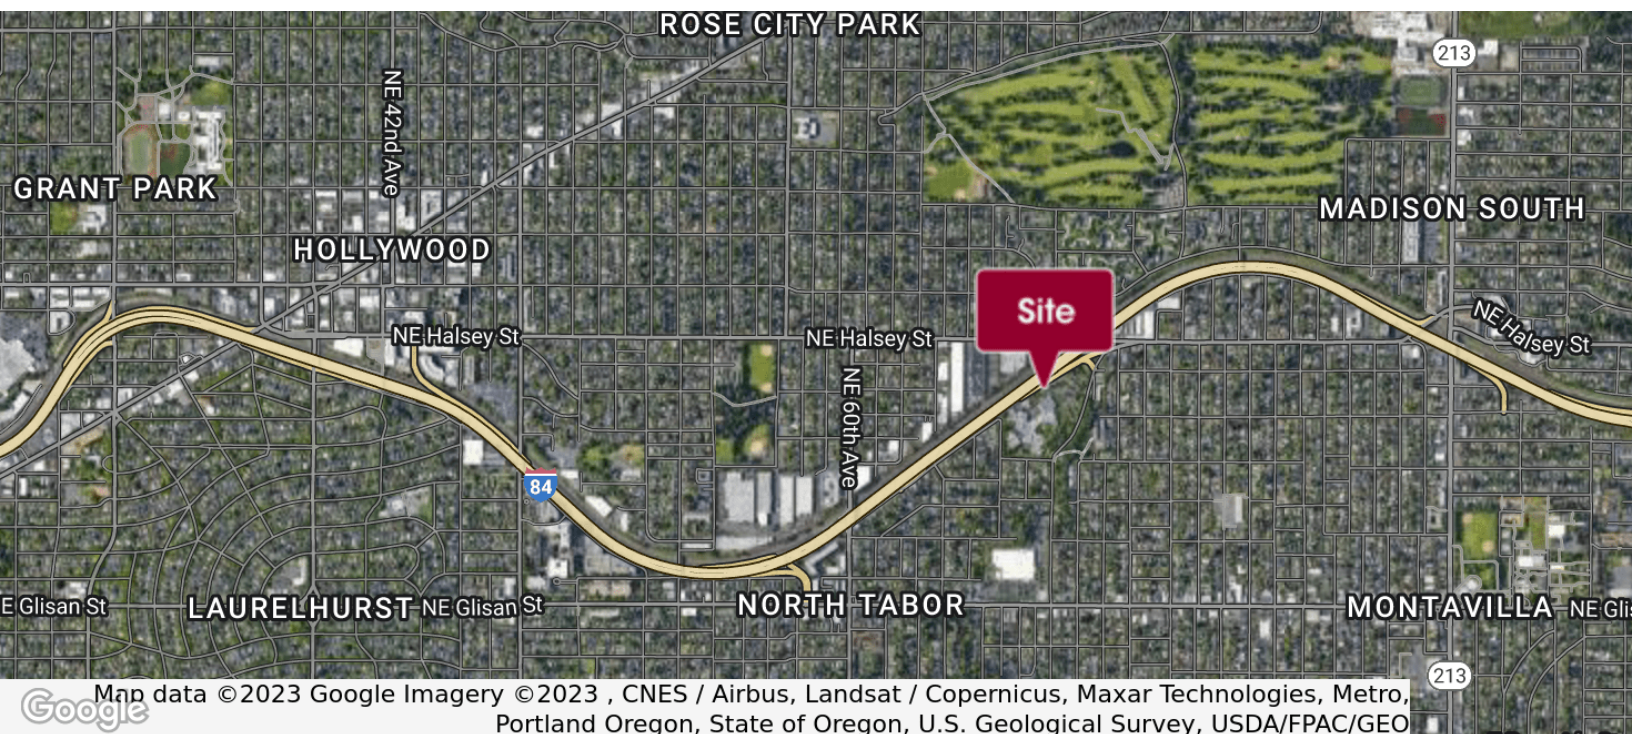 ROSE CITY PARK
213
NE 42nd Ave
GRANT PARK
MADISON SOUTH
HOLLYWOOD
Site
NE Halsey St
NE Halsey St
NE Halsey St
NE 60th Ave
84
E Glisan St
LAURELHURST
NE Glisan St
NORTH TABOR
MONTAVILLA
NE Glis
213
Google
Map data ©2023 Google Imagery ©2023 , CNES / Airbus, Landsat / Copernicus, Maxar Technologies, Metro,
Portland Oregon, State of Oregon, U.S. Geological Survey, USDA/FPAC/GEO